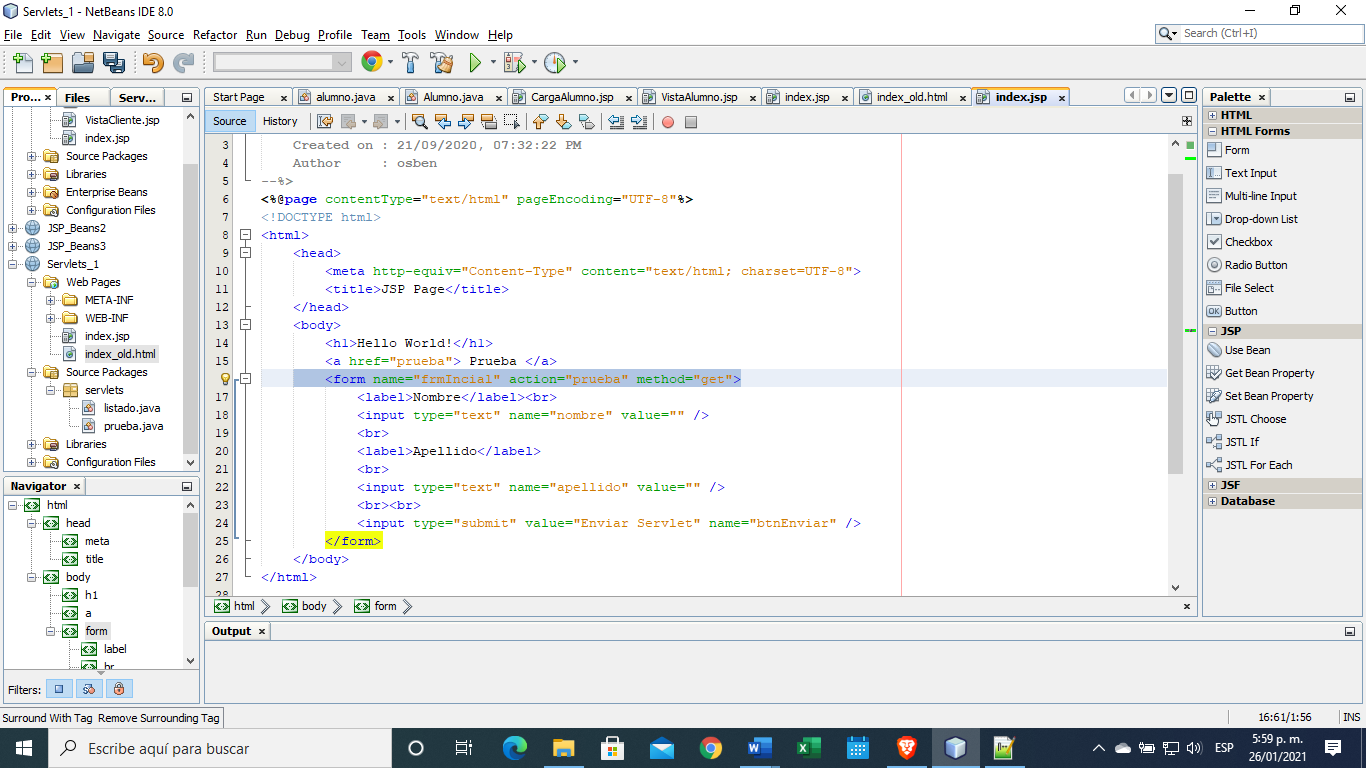 Servlets_1 - NetBeans IDE 8.0
File Edit View Navigate Source Refactor Run Debug Profile Team Tools Window Help
Search (Ctrl+I)
Pro... Files Serv...
VistaCliente.jsp
index.jsp
Source Packages
Libraries
Enterprise Beans
Configuration Files
JSP_Beans2
JSP_Beans3
Servlets_1
Web Pages
META-INF
WEB-INF
index.jsp
index_old.html
Source Packages
servlets
listado.java
prueba.java
Libraries
Configuration Files
Navigator
html
head
meta
title
body
h1
a
form
label
br
Filters:
Start Page alumno.java Alumno.java CargaAlumno.jsp VistaAlumno.jsp index.jsp index_old.html index.jsp
Source History
3 Created on : 21/09/2020, 07:32:22 PM
4 Author : osben
5 --%>
6 <%@page contentType="text/html" pageEncoding="UTF-8"%>
7 <!DOCTYPE html>
8 <html>
9 <head>
10 <meta http-equiv="Content-Type" content="text/html; charset=UTF-8">
11 <title>JSP Page</title>
12 </head>
13 <body>
14 <h1>Hello World!</h1>
15 <a href="prueba"> Prueba </a>
<form name="frmIncial" action="prueba" method="get">
17 <label>Nombre</label><br>
18 <input type="text" name="nombre" value="" />
19 <br>
20 <label>Apellido</label>
21 <br>
22 <input type="text" name="apellido" value="" />
23 <br><br>
24 <input type="submit" value="Enviar Servlet" name="btnEnviar" />
25 </form>
26 </body>
27 </html>
28
html body form
Output
Palette
HTML
HTML Forms
Form
Text Input
Multi-line Input
Drop-down List
Checkbox
Radio Button
File Select
OK Button
JSP
Use Bean
Get Bean Property
Set Bean Property
JSTL Choose
JSTL If
JSTL For Each
JSF
Database
Surround With Tag Remove Surrounding Tag
16:61/1:56 INS
Escribe aquí para buscar
ESP
5:59 p. m.
26/01/2021